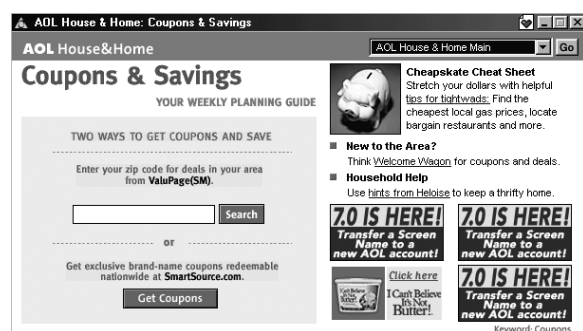 AOL House & Home: Coupons & Savings
AOL House&Home
AOL House & Home Main
Go
Coupons & Savings
YOUR WEEKLY PLANNING GUIDE
TWO WAYS TO GET COUPONS AND SAVE
Enter your zip code for deals in your area
from ValuPage(SM).
Search
or
Get exclusive brand-name coupons redeemable
nationwide at SmartSource.com.
Get Coupons
Cheapskate Cheat Sheet
Stretch your dollars with helpful
tips for tightwads: Find the
cheapest local gas prices, locate
bargain restaurants and more.
New to the Area?
Think Welcome Wagon for coupons and deals.
Household Help
Use hints from Heloise to keep a thrifty home.
7.0 IS HERE!
Transfer a Screen
Name to a
new AOL account!
7.0 IS HERE!
Transfer a Screen
Name to a
new AOL account!
Click here
I Can't Believe
It's Not
Butter!
7.0 IS HERE!
Transfer a Screen
Name to a
new AOL account!
Keyword: Coupons